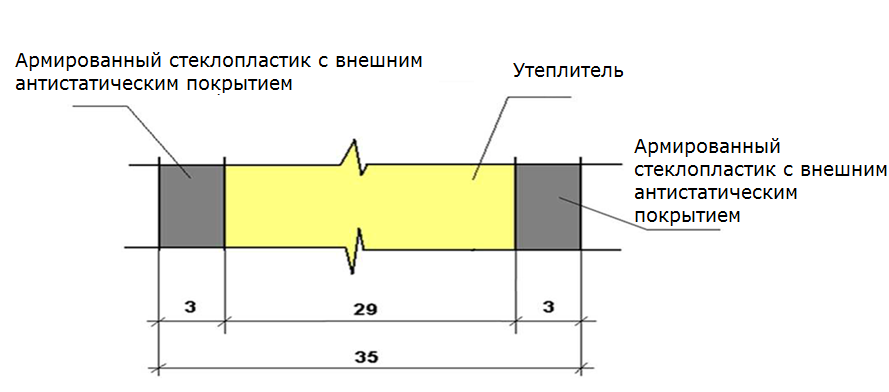 Армированный стеклопластик с внешним
антистатическим покрытием
Утеплитель
Армированный
стеклопластик с внешним
антистатическим
покрытием
3
29
3
35